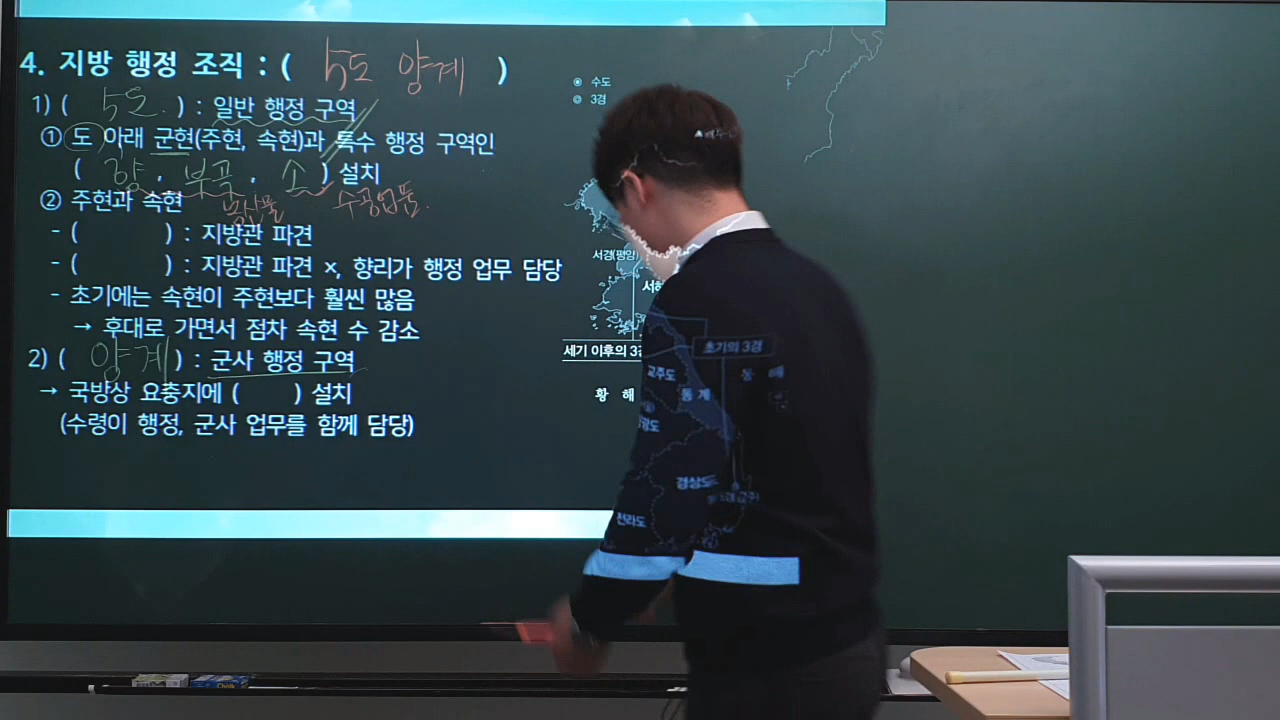 4. 지방 행정 조직 : ( 5도 양계 )
1) ( 5도 ) : 일반 행정 구역
① 도 아래 군현(주현, 속현)과 특수 행정 구역인
( 향, 부곡, 소 ) 설치
② 주현과 속현
농산물 수공업품.
- ( ) : 지방관 파견
- ( ) : 지방관 파견 ×, 향리가 행정 업무 담당
- 초기에는 속현이 주현보다 훨씬 많음
→ 후대로 가면서 점차 속현 수 감소
2) ( 양계 ) : 군사 행정 구역
→ 국방상 요충지에 ( ) 설치
(수령이 행정, 군사 업무를 함께 담당)
◉ 수도
◎ 3경
서경(평양)
세기 이후의 3경
초기의 3경
황 해
교주도
동계
동 해
경상도
전라도